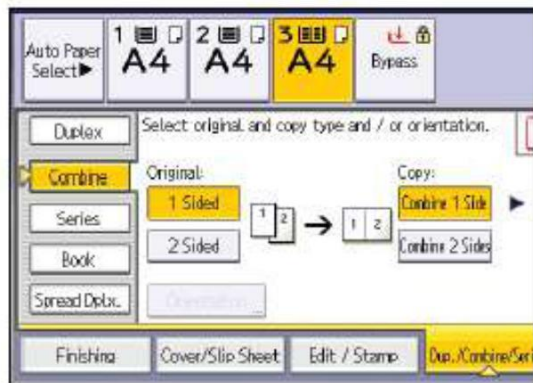 Auto Paper
Select▶
1
A4
2
A4
3
A4
Bypass
Select original and copy type and / or orientation.
Duplex
Combine
Series
Book
Spread Dplx.
Original:
1 Sided
2 Sided
Orientation
1 2 → 1 2
Copy:
Combine 1 Side
Combine 2 Sides
Finishing
Cover/Slip Sheet
Edit / Stamp
Dup./Combine/Seri